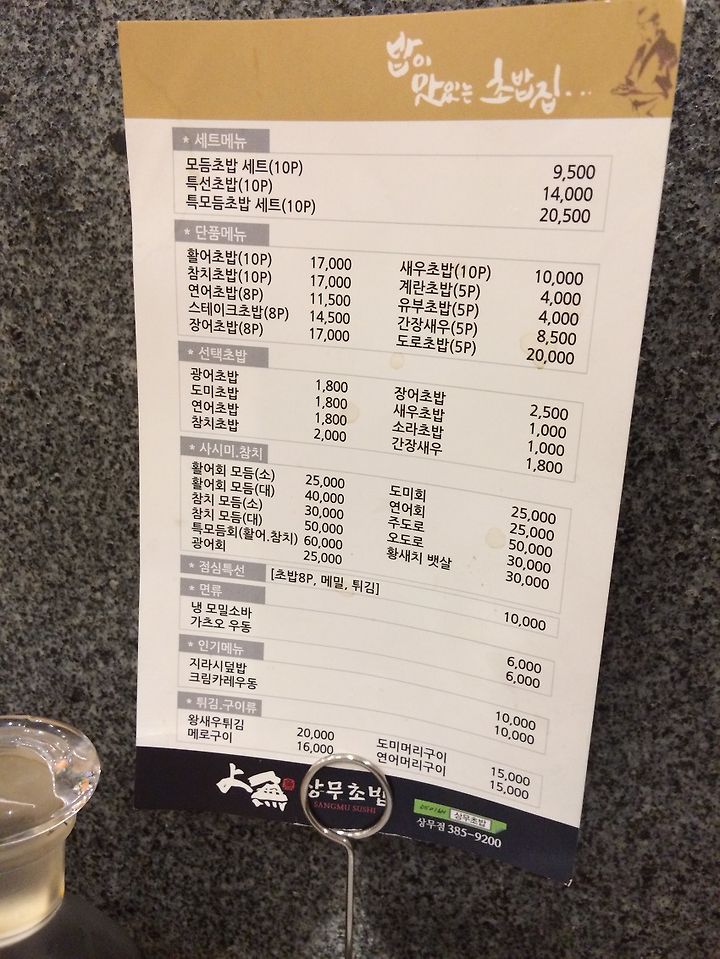 밥이
맛있는 초밥집...
* 세트메뉴
모듬초밥 세트(10P) 9,500
특선초밥(10P) 14,000
특모듬초밥 세트(10P) 20,500
* 단품메뉴
활어초밥(10P) 17,000 새우초밥(10P) 10,000
참치초밥(10P) 17,000 계란초밥(5P) 4,000
연어초밥(8P) 11,500 유부초밥(5P) 4,000
스테이크초밥(8P) 14,500 간장새우(5P) 8,500
장어초밥(8P) 17,000 도로초밥(5P) 20,000
* 선택초밥
광어초밥 1,800 장어초밥 2,500
도미초밥 1,800 새우초밥 1,000
연어초밥 1,800 소라초밥 1,000
참치초밥 2,000 간장새우 1,800
* 사시미.참치
활어회 모듬(소) 25,000 도미회 25,000
활어회 모듬(대) 40,000 연어회 25,000
참치 모듬(소) 30,000 주도로 50,000
참치 모듬(대) 50,000 오도로 30,000
특모듬회(활어.참치) 60,000 황새치 뱃살 30,000
광어회 25,000
* 점심특선 [초밥8P, 메밀, 튀김] 10,000
* 면류
냉 모밀소바 6,000
가츠오 우동 6,000
* 인기메뉴
지라시덮밥 10,000
크림카레우동 10,000
* 튀김.구이류
왕새우튀김 20,000 도미머리구이 15,000
메로구이 16,000 연어머리구이 15,000
상무초밥
SANGMU SUSHI
상무초밥
상무점 385-9200